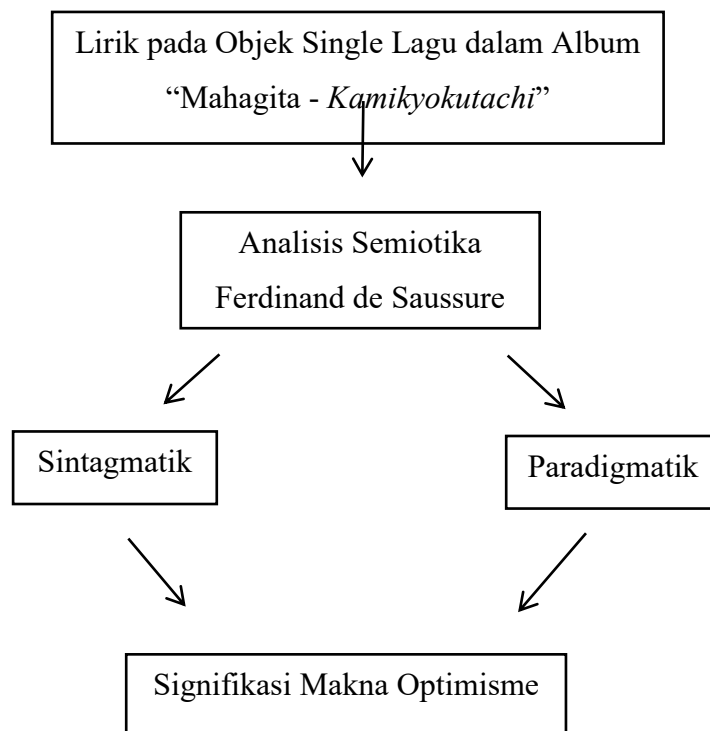 Lirik pada Objek Single Lagu dalam Album
“Mahagita - Kamikyokutachi”
Analisis Semiotika
Ferdinand de Saussure
Sintagmatik
Paradigmatik
Signifikasi Makna Optimisme